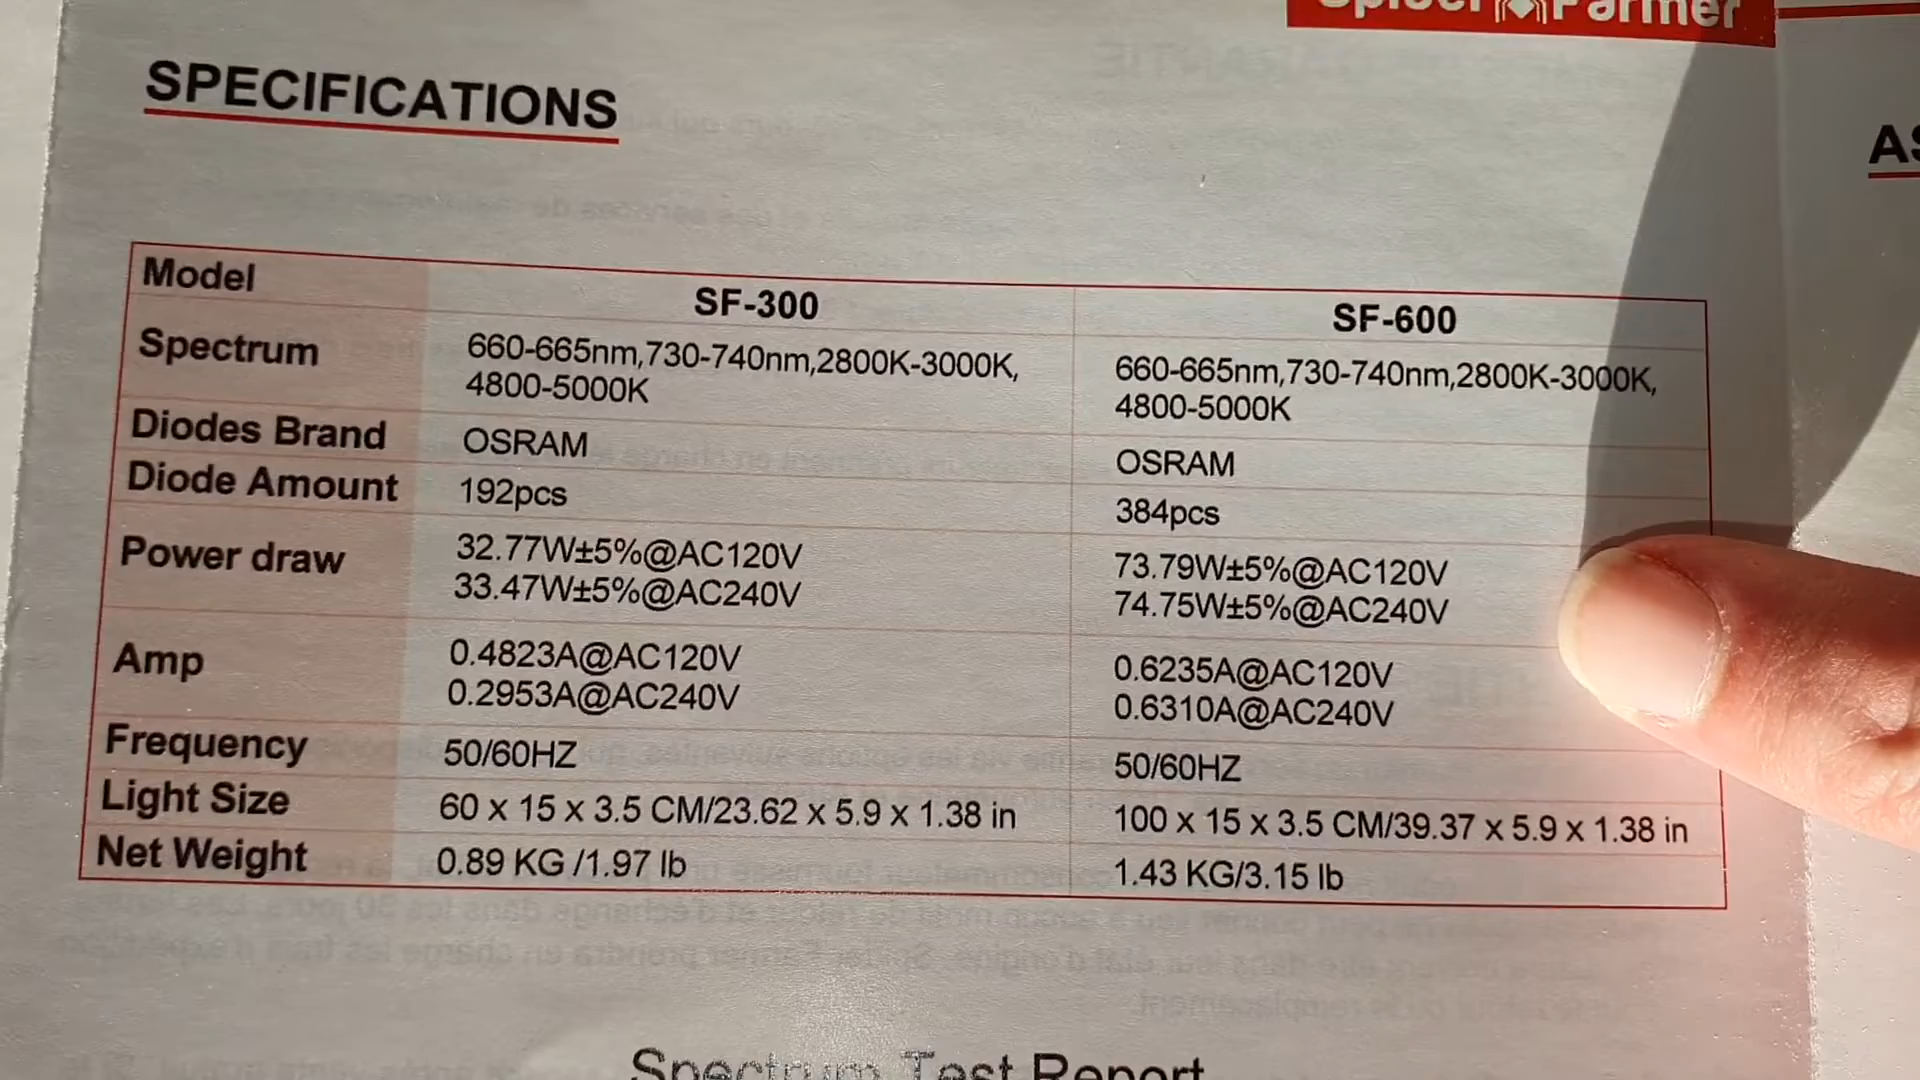 Spider Farmer
SPECIFICATIONS
AS
Model SF-300 SF-600
Spectrum 660-665nm,730-740nm,2800K-3000K, 660-665nm,730-740nm,2800K-3000K,
4800-5000K 4800-5000K
Diodes Brand OSRAM OSRAM
Diode Amount 192pcs 384pcs
Power draw 32.77W±5%@AC120V 73.79W±5%@AC120V
33.47W±5%@AC240V 74.75W±5%@AC240V
Amp 0.4823A@AC120V 0.6235A@AC120V
0.2953A@AC240V 0.6310A@AC240V
Frequency 50/60HZ 50/60HZ
Light Size 60 x 15 x 3.5 CM/23.62 x 5.9 x 1.38 in 100 x 15 x 3.5 CM/39.37 x 5.9 x 1.38 in
Net Weight 0.89 KG /1.97 lb 1.43 KG/3.15 lb
Spectrum Test Report